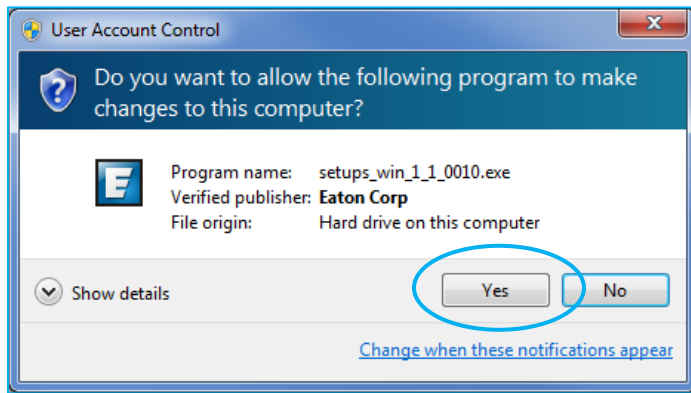 User Account Control
Do you want to allow the following program to make
changes to this computer?
Program name: setups_win_1_1_0010.exe
Verified publisher: Eaton Corp
File origin: Hard drive on this computer
Show details
Yes
No
Change when these notifications appear